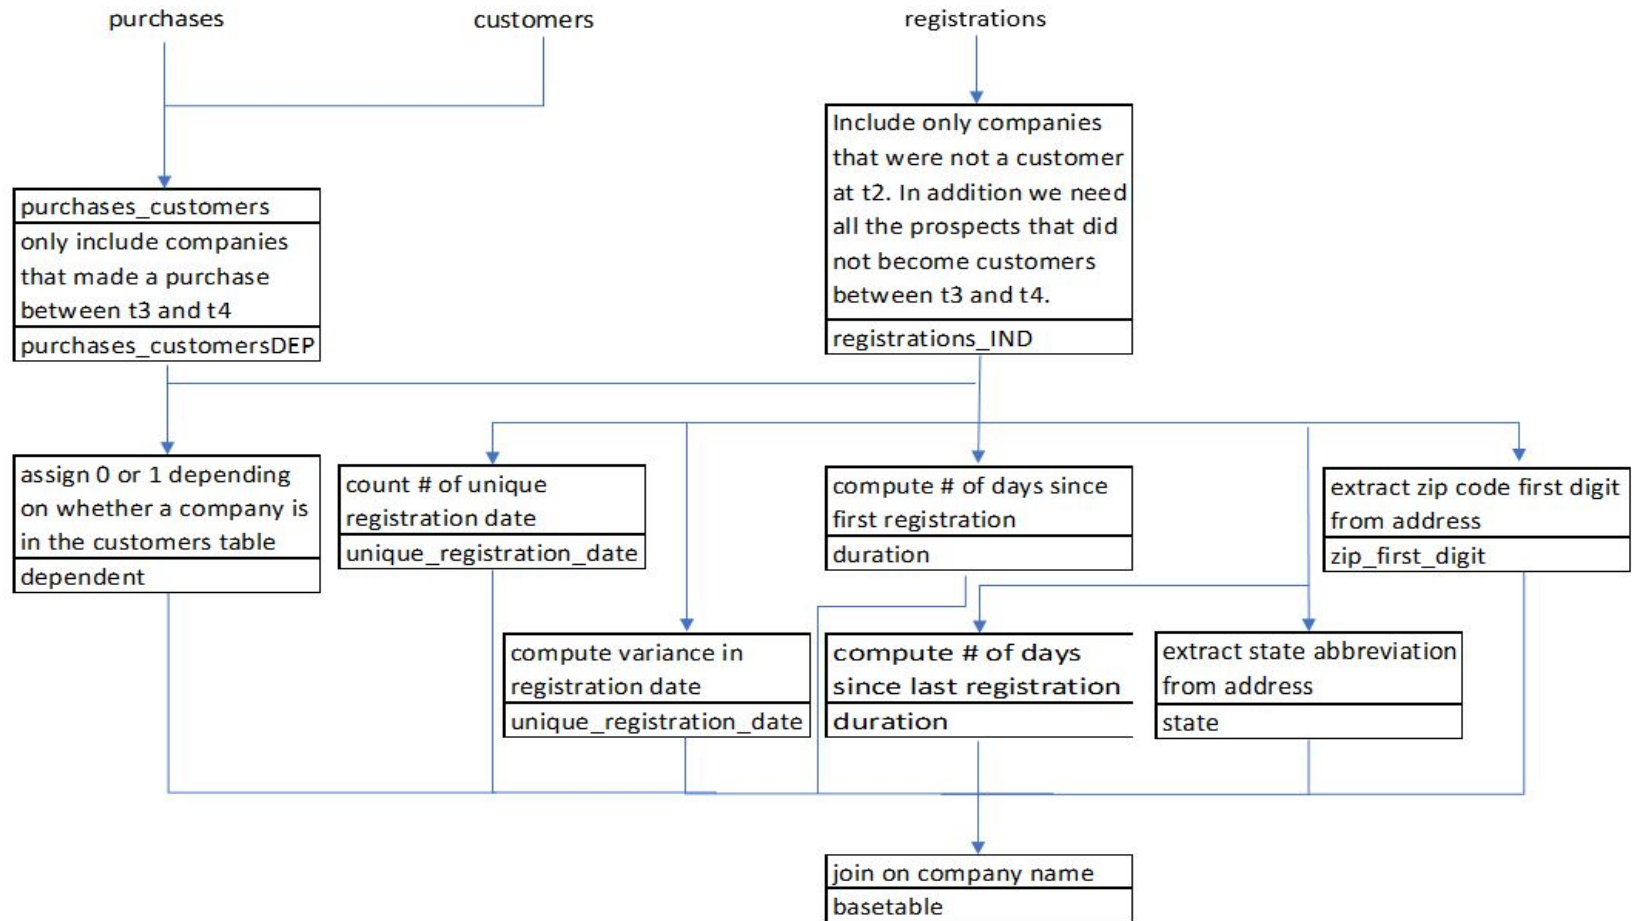 purchases
customers
registrations
Include only companies
that were not a customer
at t2. In addition we need
all the prospects that did
not become customers
between t3 and t4.
registrations_IND
purchases_customers
only include companies
that made a purchase
between t3 and t4
purchases_customersDEP
assign 0 or 1 depending
on whether a company is
in the customers table
dependent
count # of unique
registration date
unique_registration_date
compute # of days since
first registration
duration
extract zip code first digit
from address
zip_first_digit
compute variance in
registration date
unique_registration_date
compute # of days
since last registration
duration
extract state abbreviation
from address
state
join on company name
basetable